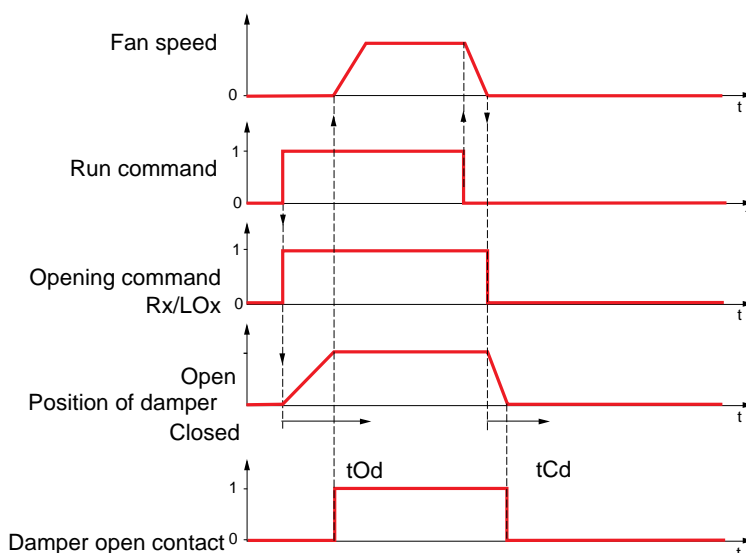 Fan speed
0
t
Run command
1
0
t
Opening command
Rx/LOx
1
0
t
Open
Position of damper
Closed
t
tOd
tCd
1
Damper open contact
0
t